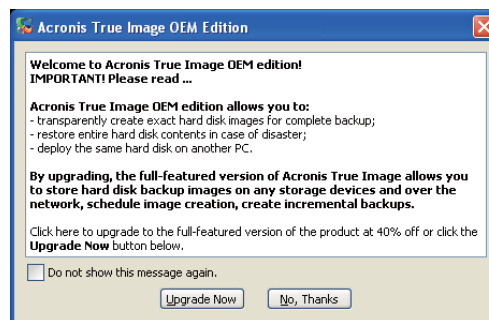 Acronis True Image OEM Edition
Welcome to Acronis True Image OEM edition!
IMPORTANT! Please read ...
Acronis True Image OEM edition allows you to:
- transparently create exact hard disk images for complete backup;
- restore entire hard disk contents in case of disaster;
- deploy the same hard disk on another PC.
By upgrading, the full-featured version of Acronis True Image allows you
to store hard disk backup images on any storage devices and over the
network, schedule image creation, create incremental backups.
Click here to upgrade to the full-featured version of the product at 40% off or click the
Upgrade Now button below.
Do not show this message again.
Upgrade Now No, Thanks